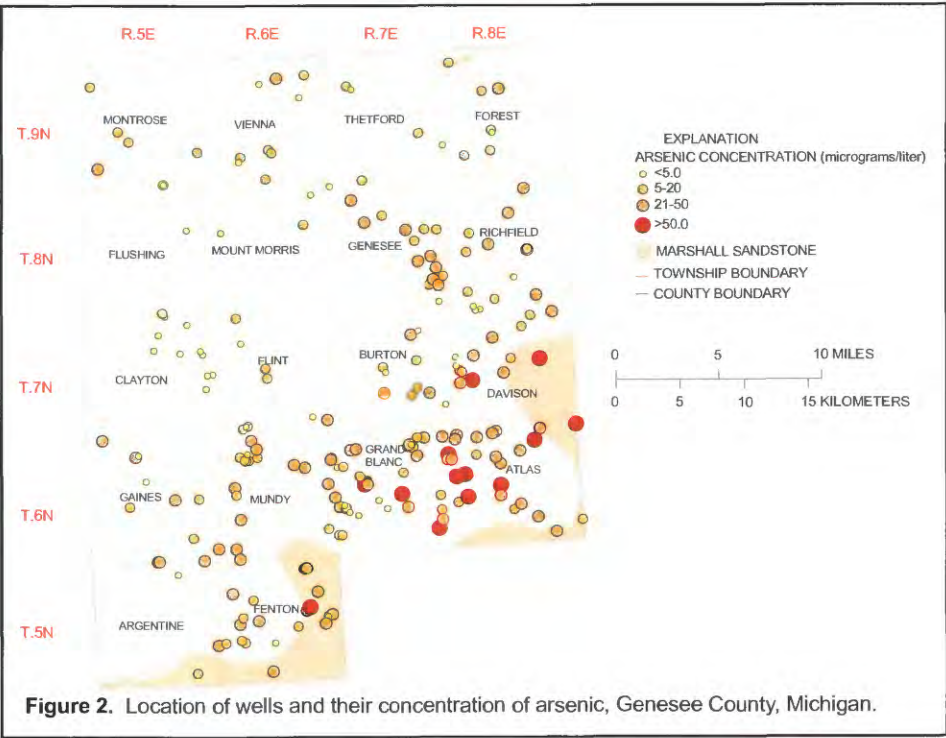 R.5E R.6E R.7E R.8E
T.9N
T.8N
T.7N
T.6N
T.5N
MONTROSE VIENNA THETFORD FOREST
FLUSHING MOUNT MORRIS GENESEE RICHFIELD
CLAYTON FLINT BURTON DAVISON
GAINES MUNDY GRAND BLANC ATLAS
ARGENTINE FENTON
EXPLANATION
ARSENIC CONCENTRATION (micrograms/liter)
<5.0
5-20
21-50
>50.0
MARSHALL SANDSTONE
TOWNSHIP BOUNDARY
COUNTY BOUNDARY
0 5 10 MILES
0 5 10 15 KILOMETERS
Figure 2. Location of wells and their concentration of arsenic, Genesee County, Michigan.